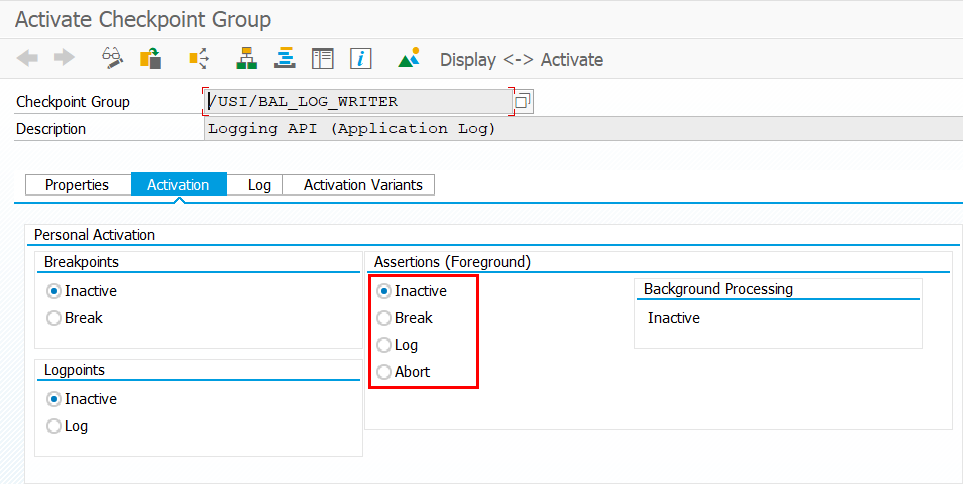 Activate Checkpoint Group
Display <-> Activate
Checkpoint Group /USI/BAL_LOG_WRITER
Description Logging API (Application Log)
Properties Activation Log Activation Variants
Personal Activation
Breakpoints
Inactive
Break
Logpoints
Inactive
Log
Assertions (Foreground)
Inactive
Break
Log
Abort
Background Processing
Inactive